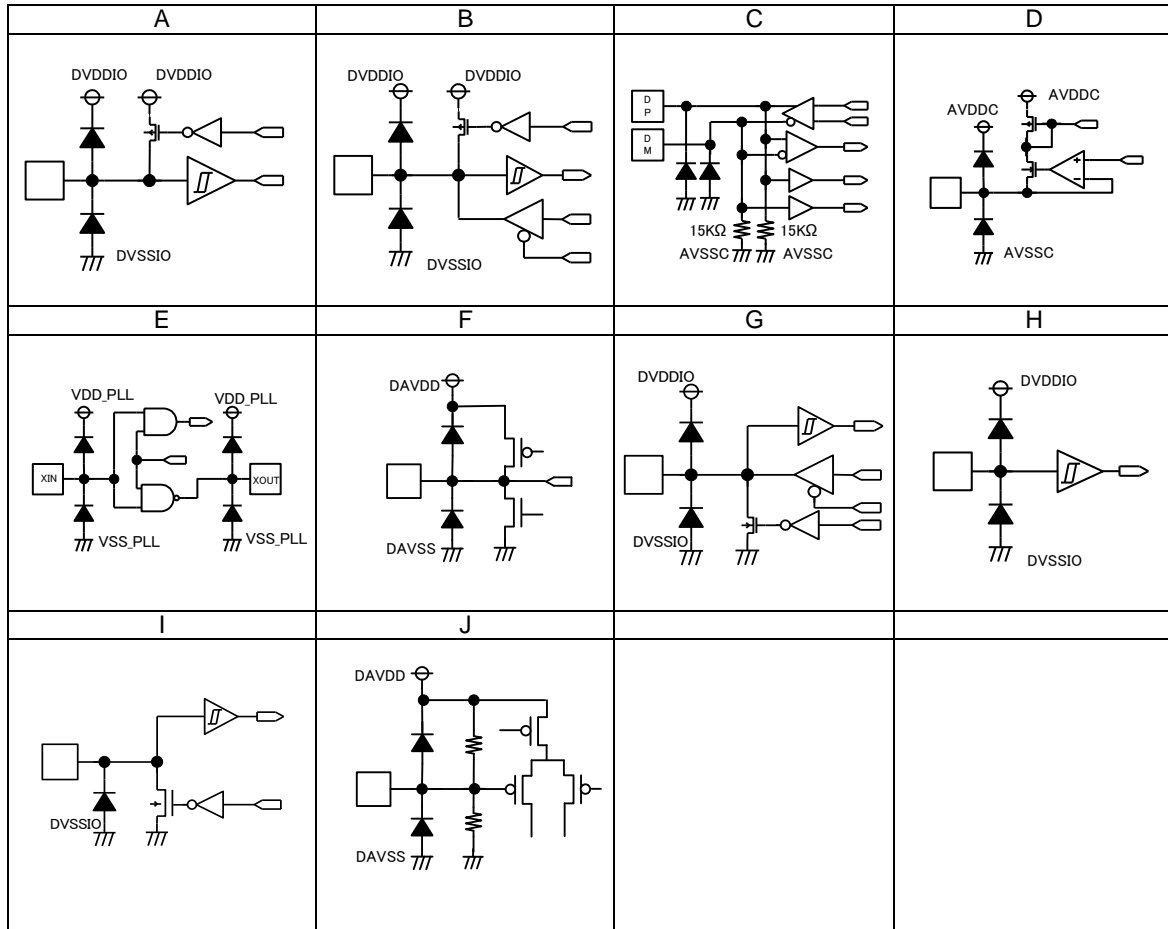 A
B
C
D
DVDDIO
DVDDIO
DVSSIO
DVDDIO
DVDDIO
DVSSIO
D
P
D
M
15KΩ
15KΩ
AVSSC
AVSSC
AVDDC
AVDDC
+
-
AVSSC
E
F
G
H
VDD_PLL
VDD_PLL
XIN
XOUT
VSS_PLL
VSS_PLL
DAVDD
DAVSS
DVDDIO
DVSSIO
DVDDIO
DVSSIO
I
J
DVSSIO
DAVDD
DAVSS